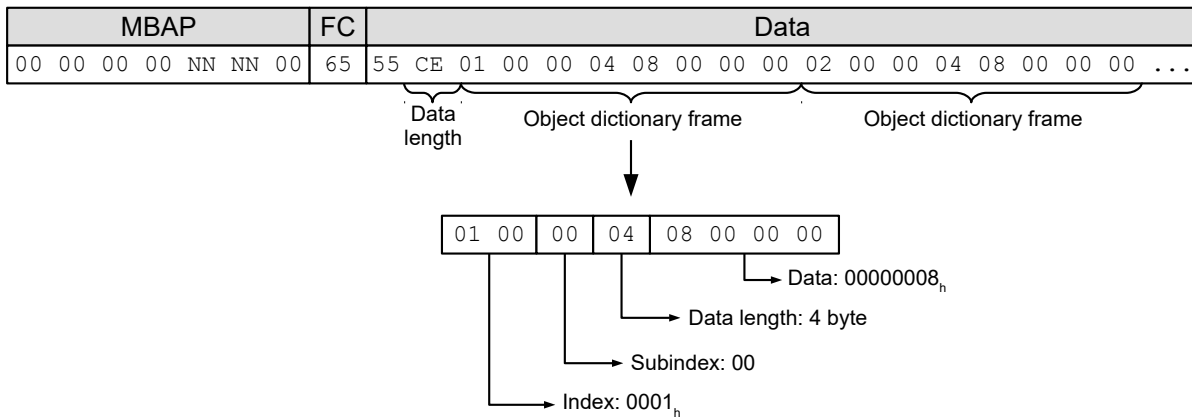 MBAP FC Data
00 00 00 00 NN NN 00 65 55 CE 01 00 00 04 08 00 00 00 02 00 00 04 08 00 00 00 ...
Data
length
Object dictionary frame
Object dictionary frame
01 00 00 04 08 00 00 00
Data: 00000008h
Data length: 4 byte
Subindex: 00
Index: 0001h